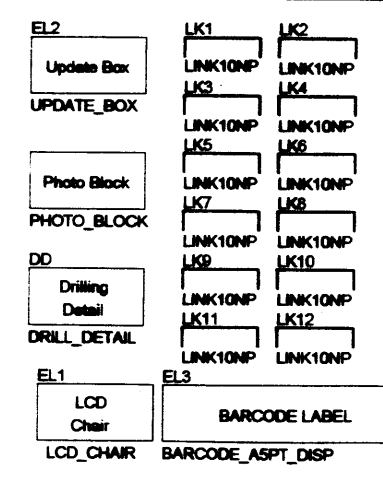 EL2
Update Box
UPDATE_BOX
Photo Block
PHOTO_BLOCK
DD
Drilling
Detail
DRILL_DETAIL
EL1
LCD
Chair
LCD_CHAIR
LK1 LK2
LINK10NP LINK10NP
LK3 LK4
LINK10NP LINK10NP
LK5 LK6
LINK10NP LINK10NP
LK7 LK8
LINK10NP LINK10NP
LK9 LK10
LINK10NP LINK10NP
LK11 LK12
LINK10NP LINK10NP
EL3
BARCODE LABEL
BARCODE_A5PT_DISP